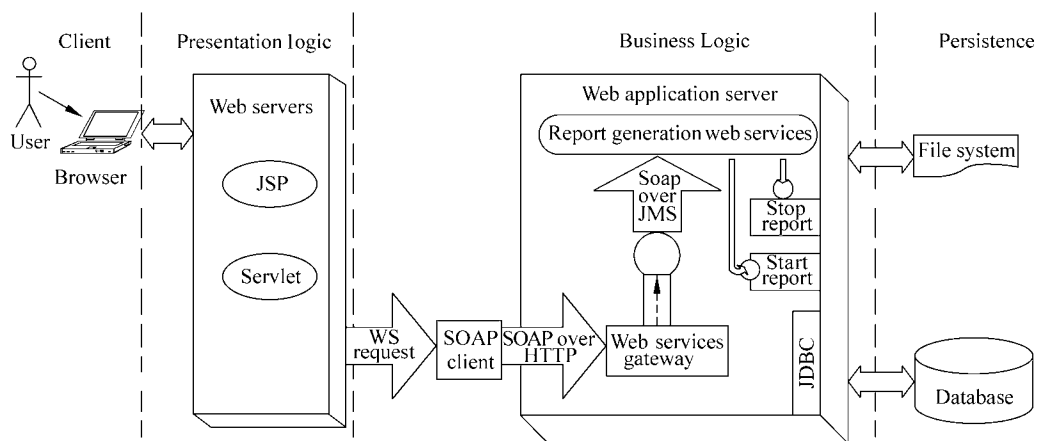 Client
Presentation logic
Business Logic
Persistence
User
Browser
Web servers
JSP
Servlet
WS
request
SOAP
client
SOAP over
HTTP
Web application server
Report generation web services
Soap
over
JMS
Stop
report
Start
report
Web services
gateway
JDBC
File system
Database